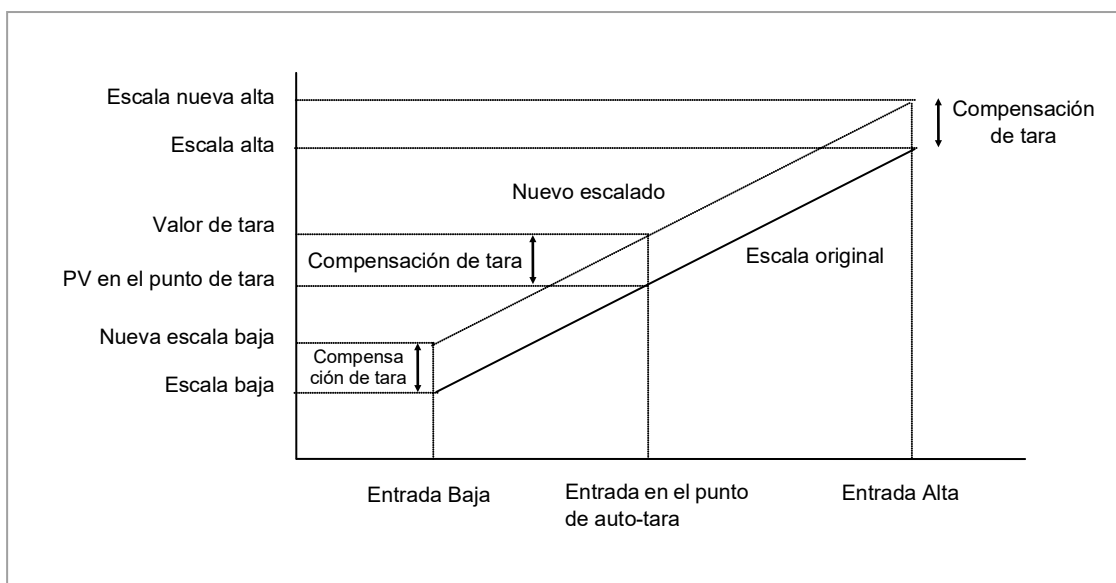 Escala nueva alta
Compensación
de tara
Escala alta
Nuevo escalado
Valor de tara
Compensación de tara
Escala original
PV en el punto de tara
Nueva escala baja
Compensa
ción de tara
Escala baja
Entrada Baja
Entrada en el punto
de auto-tara
Entrada Alta